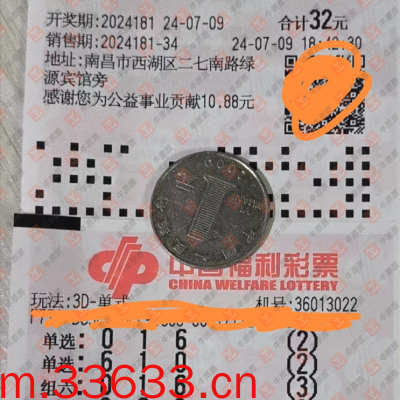 开奖期:2024181 24-07-09 合计32元
销售期:2024181-34 24-07-09 18:42:30
地址:南昌市西湖区二七南路绿
源宾馆旁
感谢您为公益事业贡献10.88元
中国福利彩票
CHINA WELFARE LOTTERY
玩法:3D-单式 机号:36013022
单选: 0 1 6 (2)
单选: 6 1 0 (2)
组六: (3)
m.33633.cn